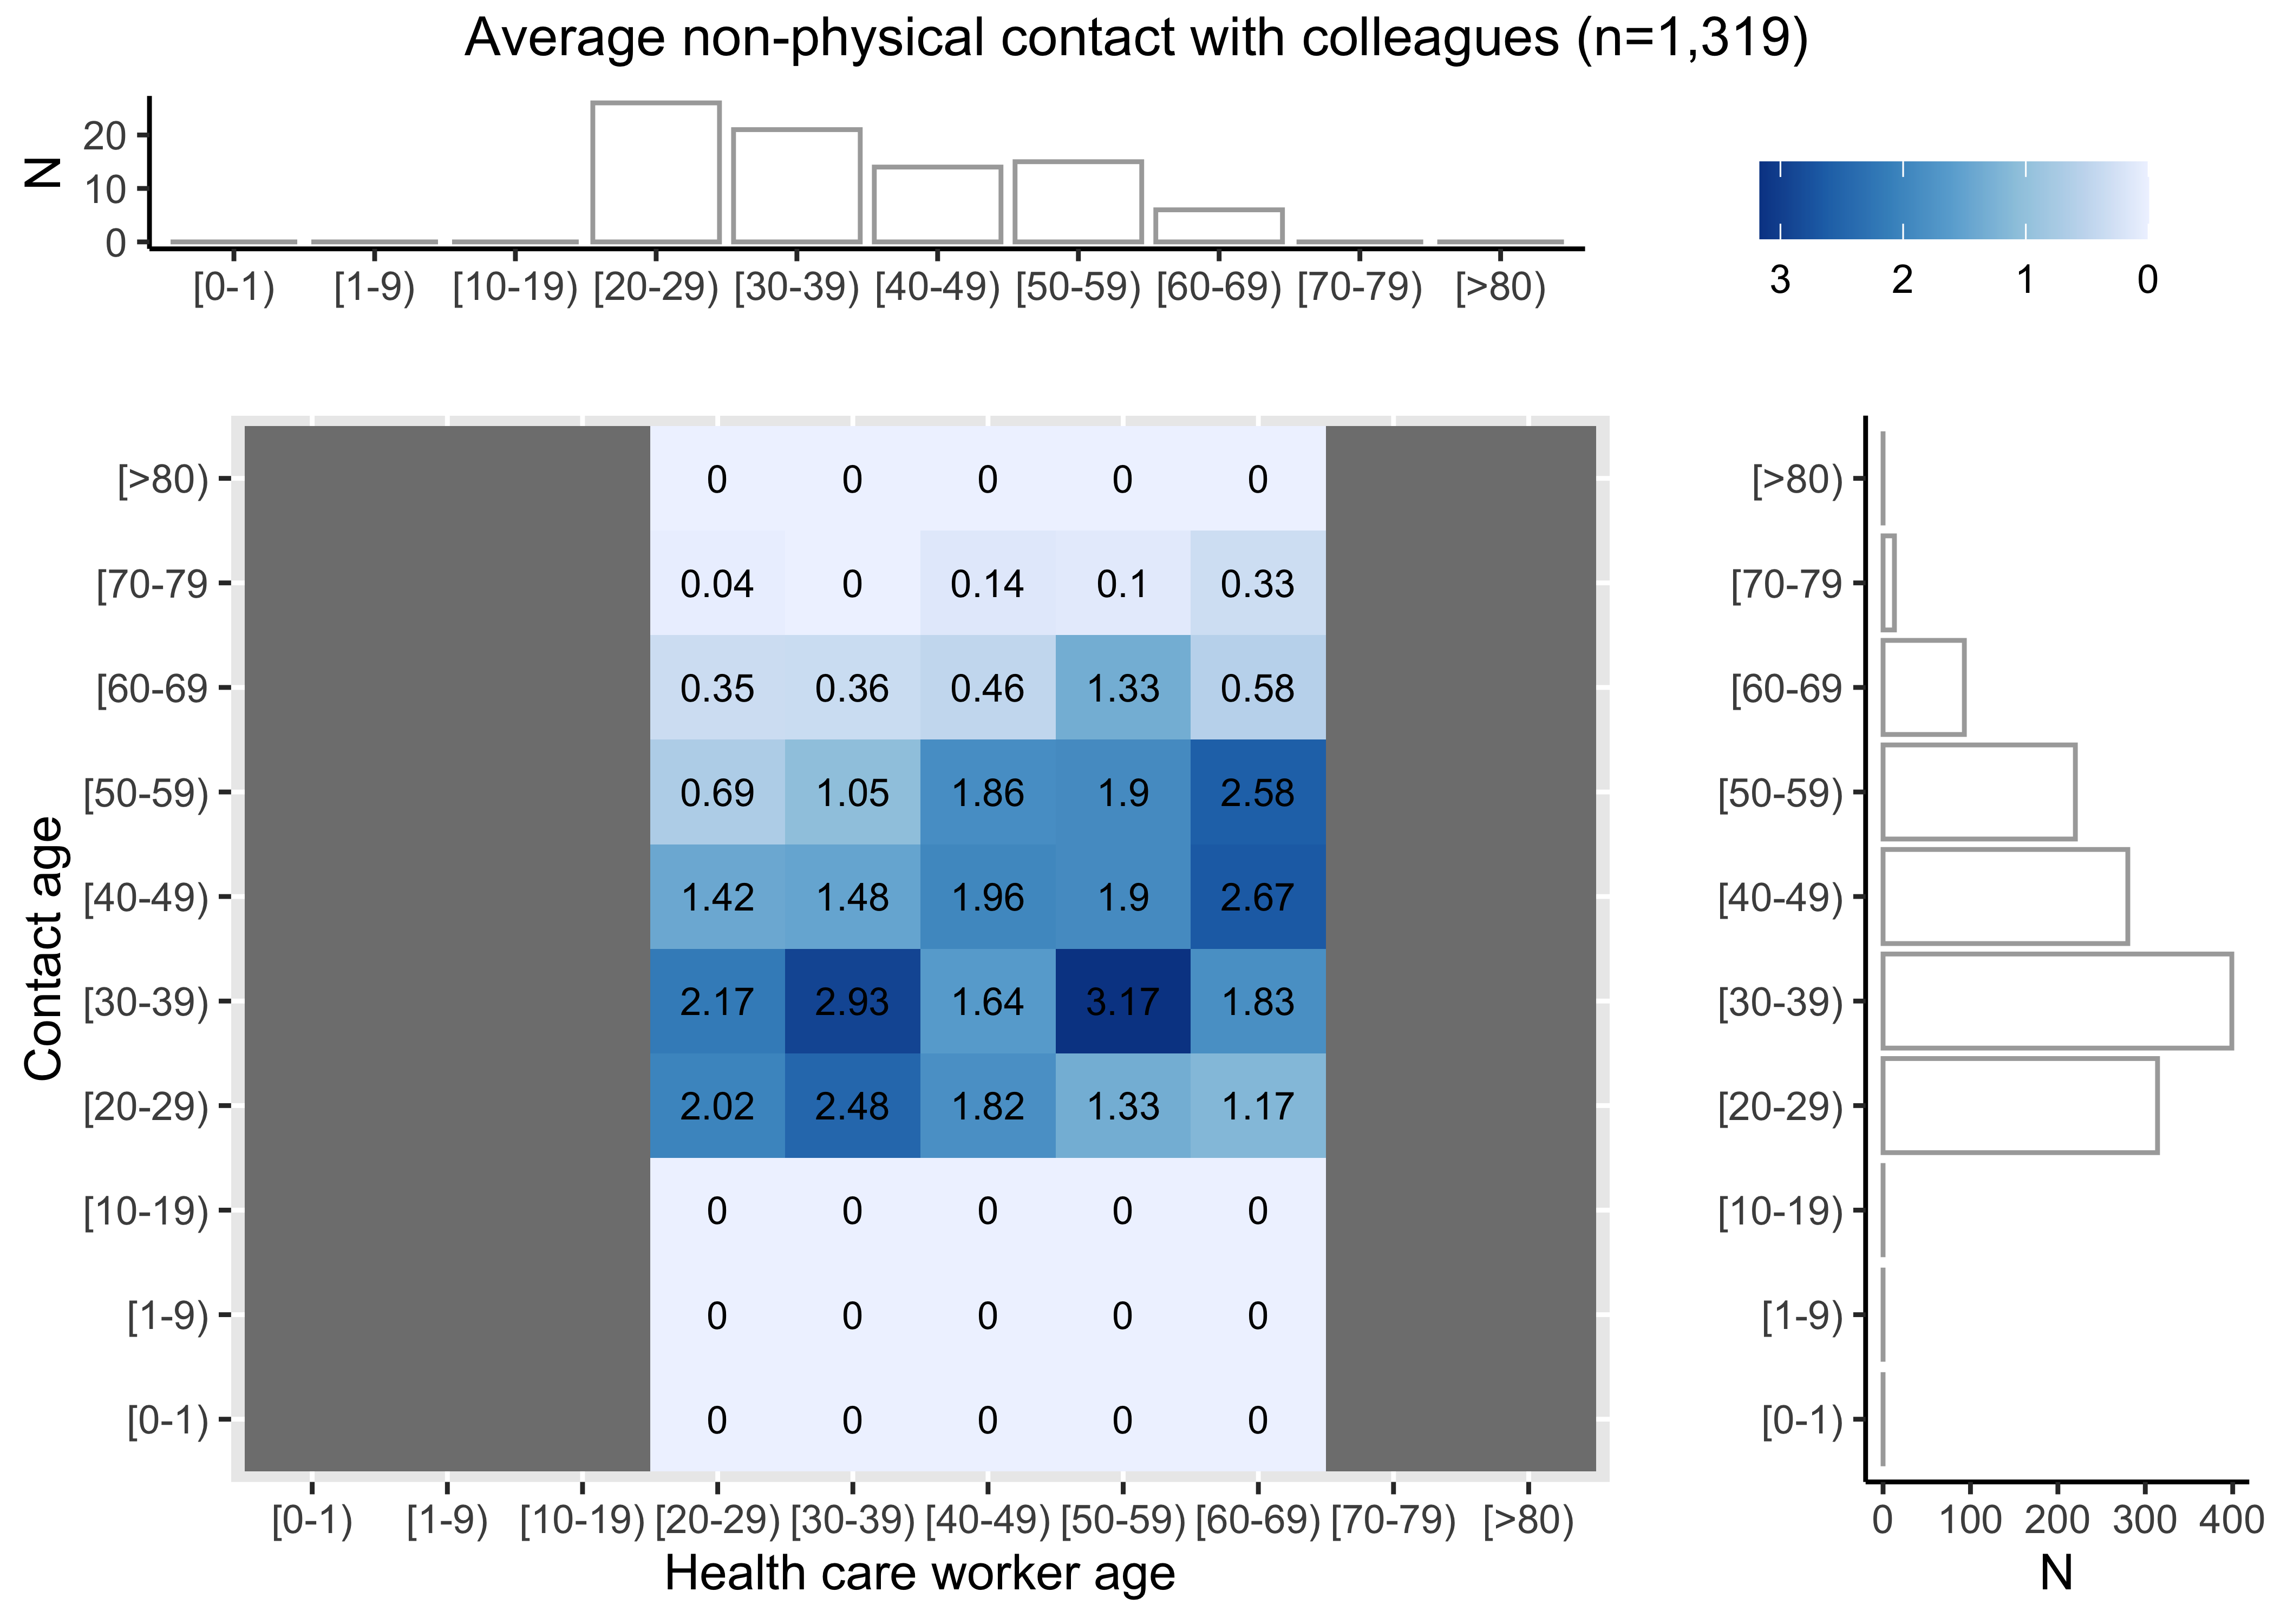 Average non-physical contact with colleagues (n=1,319)
N
20
10
0
[0-1) [1-9) [10-19) [20-29) [30-39) [40-49) [50-59) [60-69) [70-79) [>80)
3 2 1 0
Contact age
[>80) 0 0 0 0 0
[70-79 0.04 0 0.14 0.1 0.33
[60-69 0.35 0.36 0.46 1.33 0.58
[50-59) 0.69 1.05 1.86 1.9 2.58
[40-49) 1.42 1.48 1.96 1.9 2.67
[30-39) 2.17 2.93 1.64 3.17 1.83
[20-29) 2.02 2.48 1.82 1.33 1.17
[10-19) 0 0 0 0 0
[1-9) 0 0 0 0 0
[0-1) 0 0 0 0 0
[0-1) [1-9) [10-19) [20-29) [30-39) [40-49) [50-59) [60-69) [70-79) [>80)
Health care worker age
[>80)
[70-79
[60-69
[50-59)
[40-49)
[30-39)
[20-29)
[10-19)
[1-9)
[0-1)
0 100 200 300 400
N